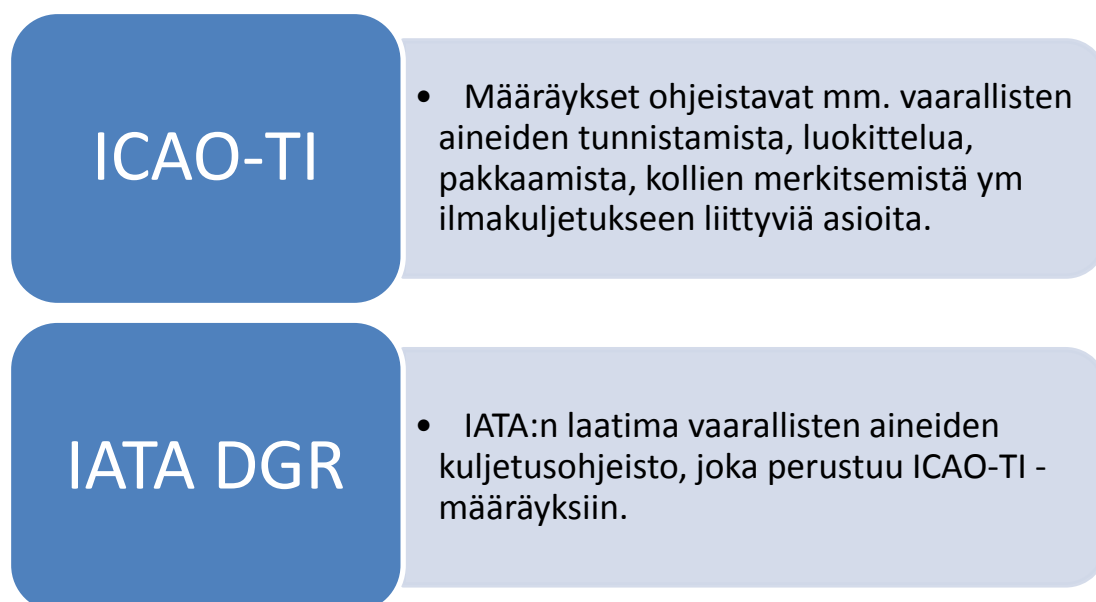 ICAO-TI
• Määräykset ohjeistavat mm. vaarallisten
aineiden tunnistamista, luokittelua,
pakkaamista, kollien merkitsemistä ym
ilmakuljetukseen liittyviä asioita.
IATA DGR
• IATA:n laatima vaarallisten aineiden
kuljetusohjeisto, joka perustuu ICAO-TI -
määräyksiin.